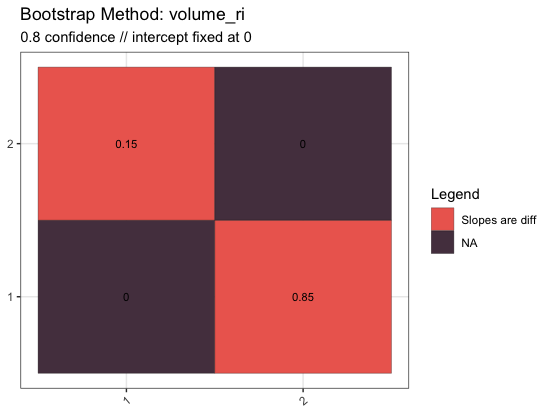 Bootstrap Method: volume_ri
0.8 confidence // intercept fixed at 0
2
0.15
0
1
0
0.85
1
2
Legend
Slopes are diff
NA